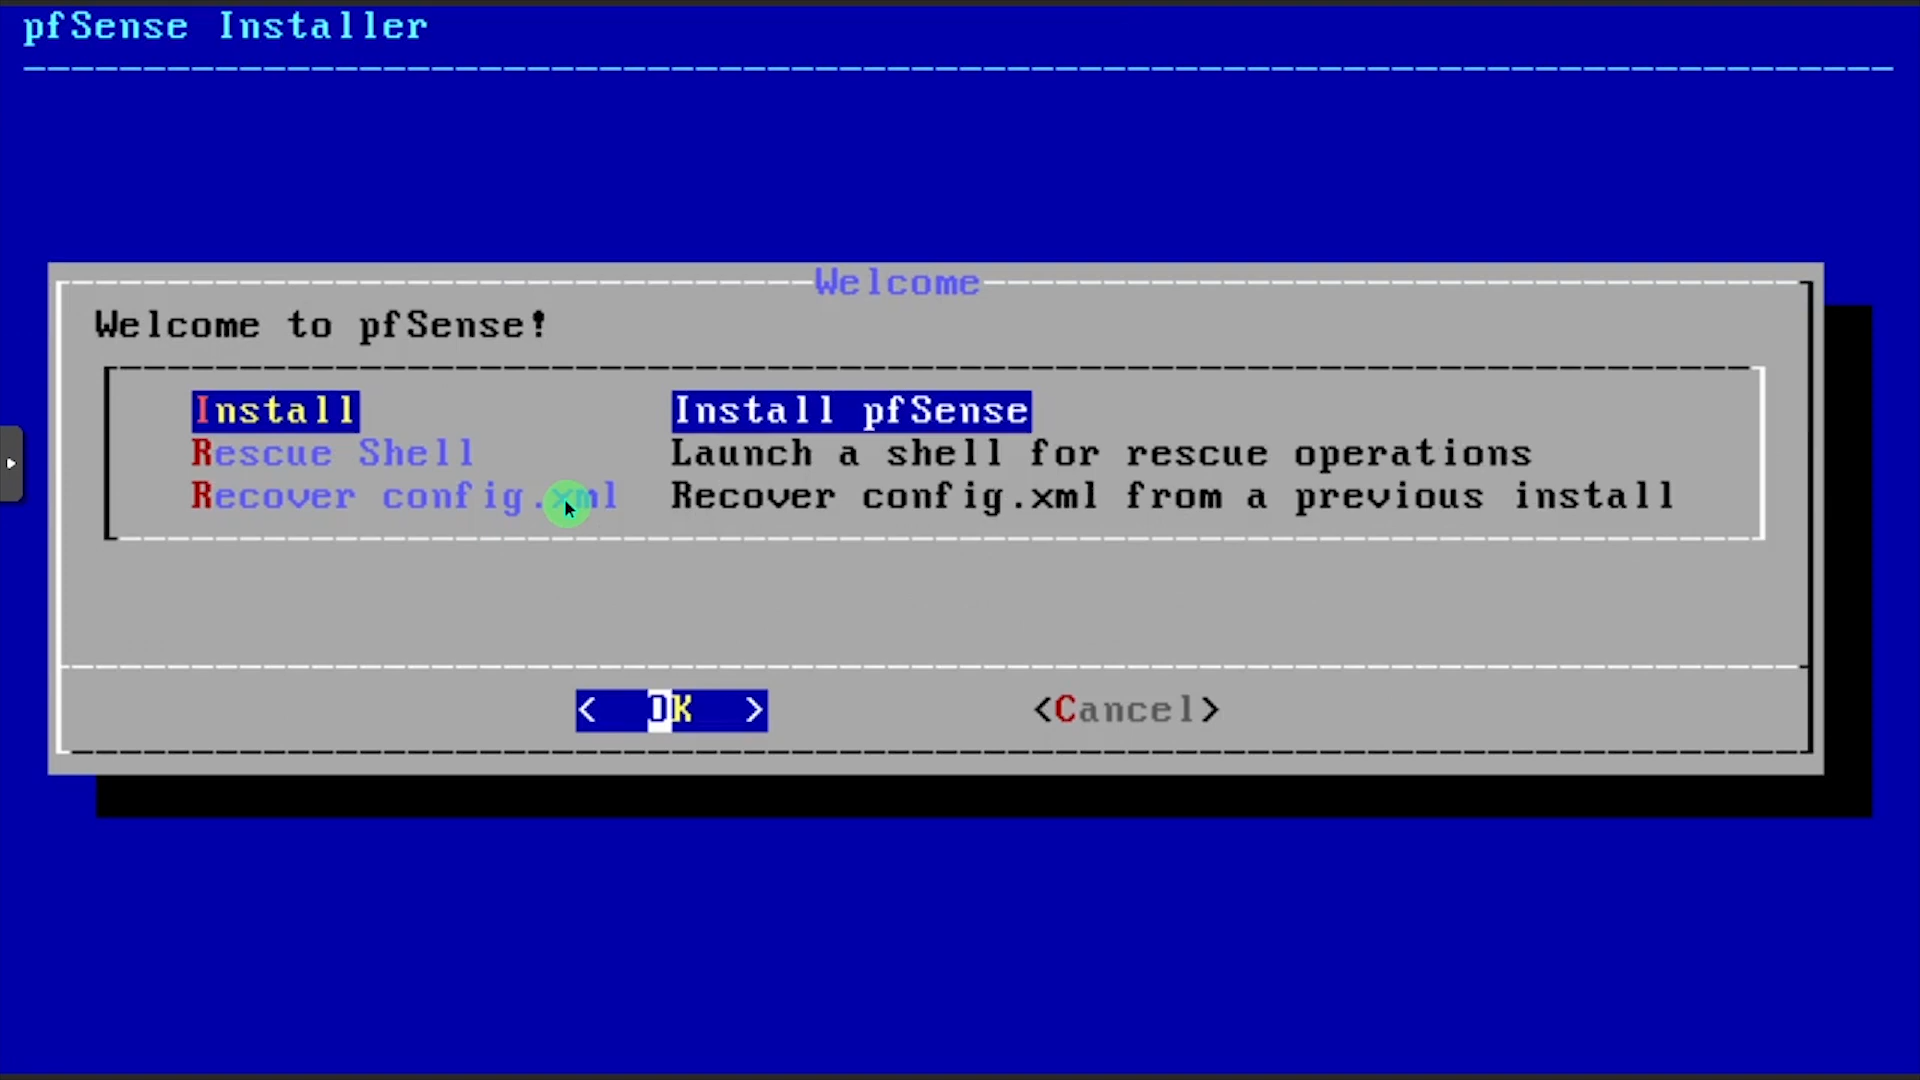 pfSense Installer
Welcome
Welcome to pfSense!
Install Install pfSense
Rescue Shell Launch a shell for rescue operations
Recover config.xml Recover config.xml from a previous install
< OK > <Cancel>